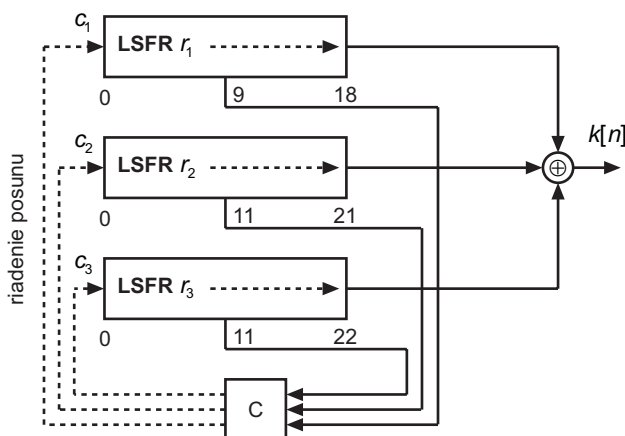 c1
LSFR r1
0
9
18
c2
LSFR r2
0
11
21
k[n]
⊕
c3
LSFR r3
0
11
22
C
riadenie posunu